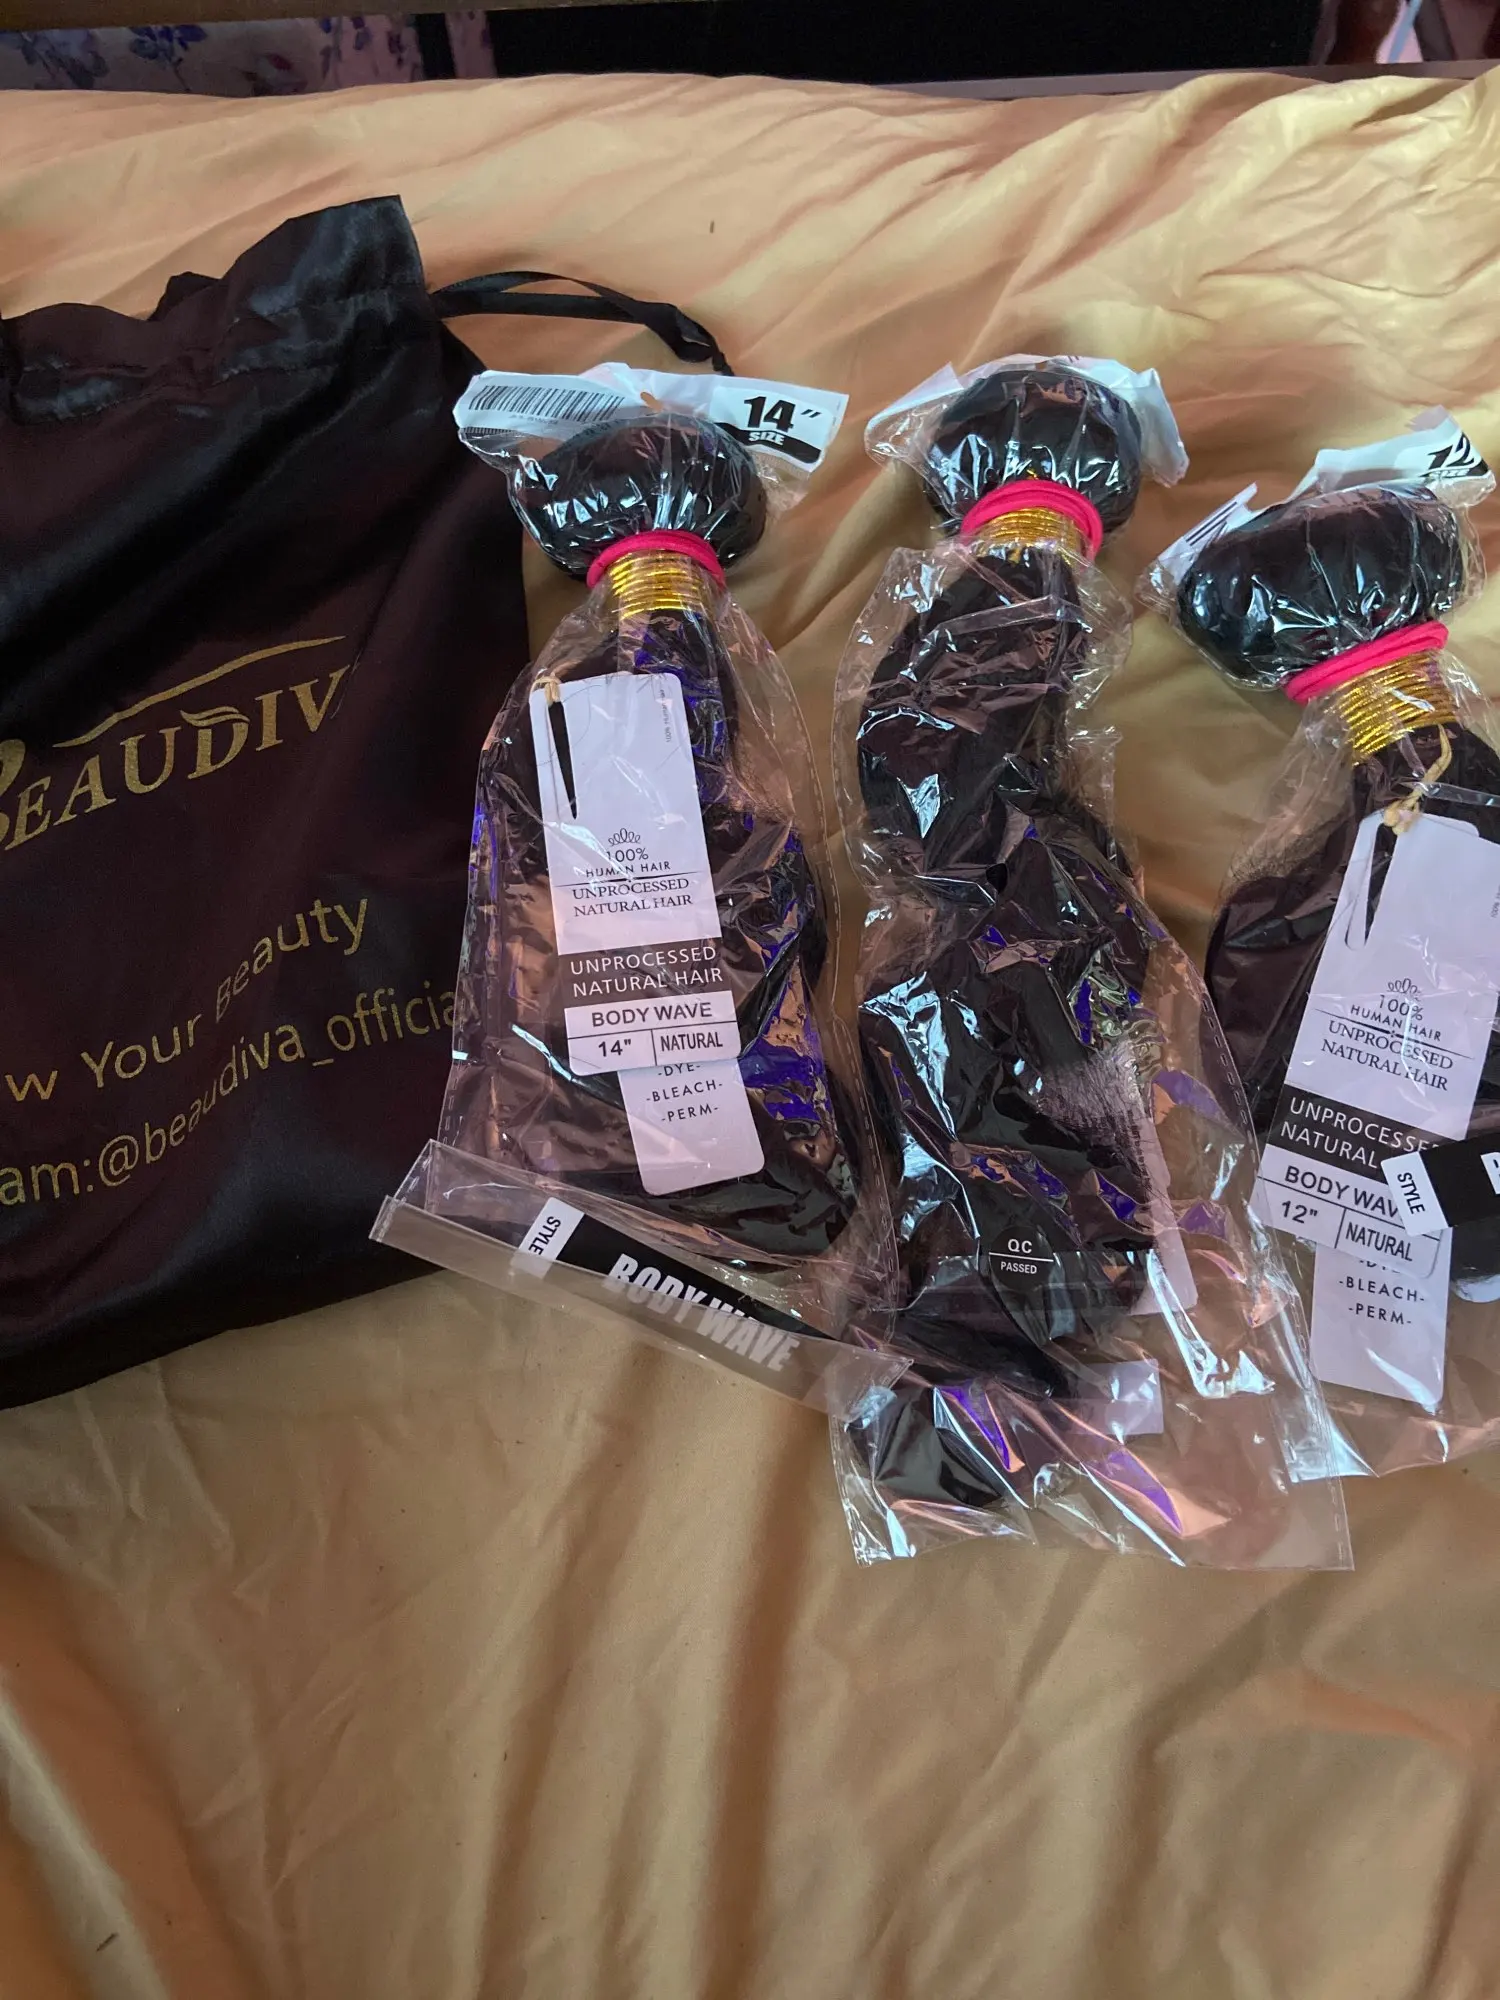 BEAUDIV
w Your Beauty
am:@beaudiva_officia
14"
SIZE
100%
HUMAN HAIR
UNPROCESSED
NATURAL HAIR
UNPROCESSED
NATURAL HAIR
BODY WAVE
14" NATURAL
-DYE-
-BLEACH-
-PERM-
STYLE
BODY WAVE
QC
PASSED
SIZE
100%
HUMAN HAIR
UNPROCESSED
NATURAL HAIR
UNPROCESSE
NATURAL
BODY WAV
12" NATURAL
-BLEACH-
-PERM-
STYLE